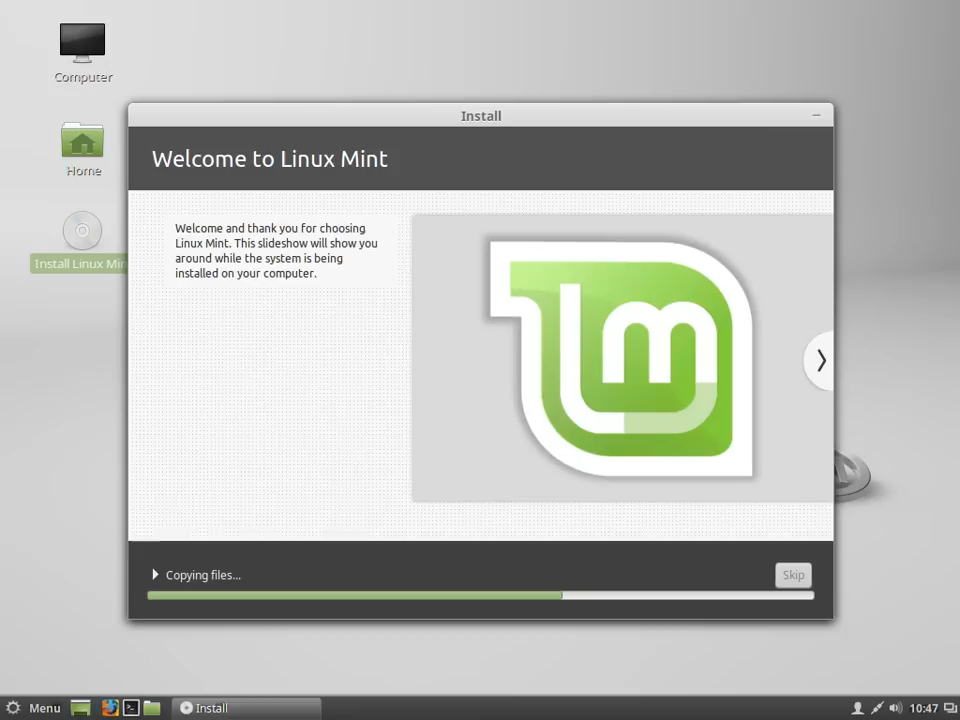 Computer
Home
Install Linux Min
Install
Welcome to Linux Mint
Welcome and thank you for choosing
Linux Mint. This slideshow will show you
around while the system is being
installed on your computer.
Copying files...
Skip
Menu
Install
10:47